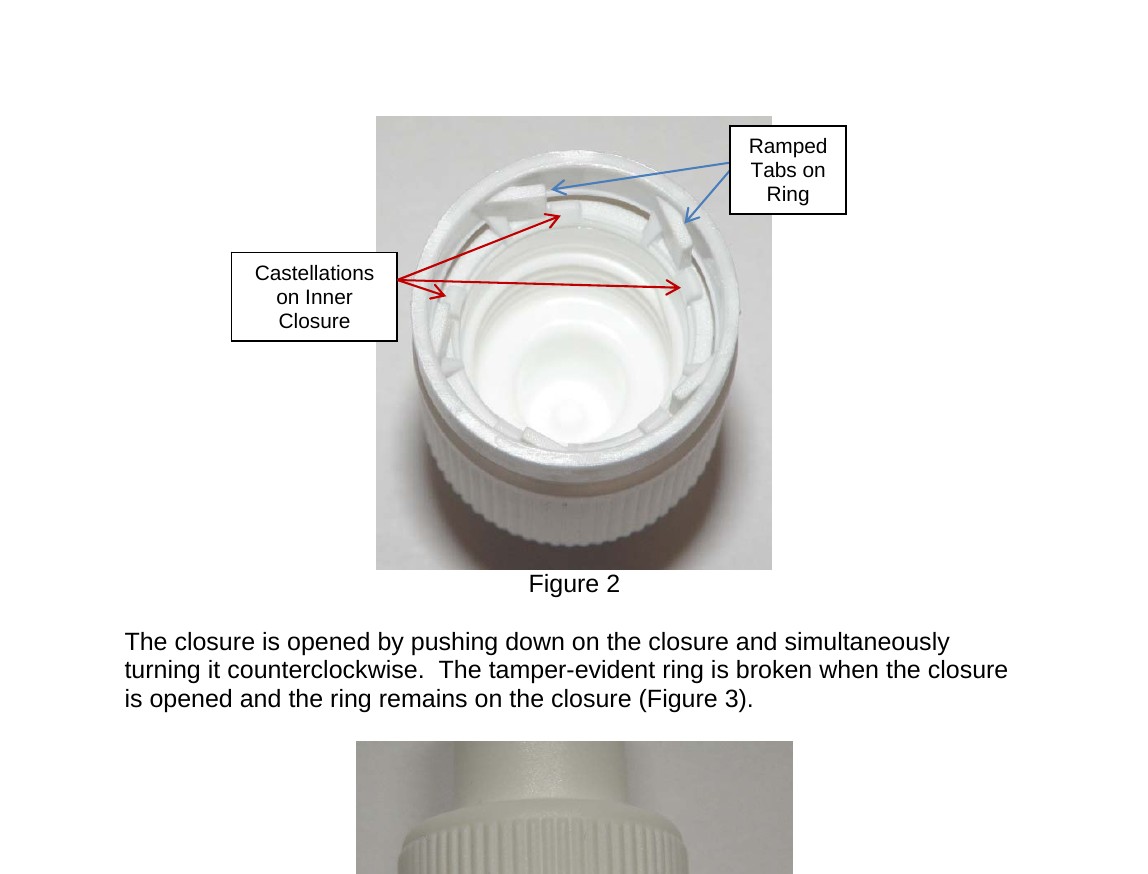 Ramped
Tabs on
Ring
Castellations
on Inner
Closure
Figure 2
The closure is opened by pushing down on the closure and simultaneously
turning it counterclockwise.  The tamper-evident ring is broken when the closure
is opened and the ring remains on the closure (Figure 3).